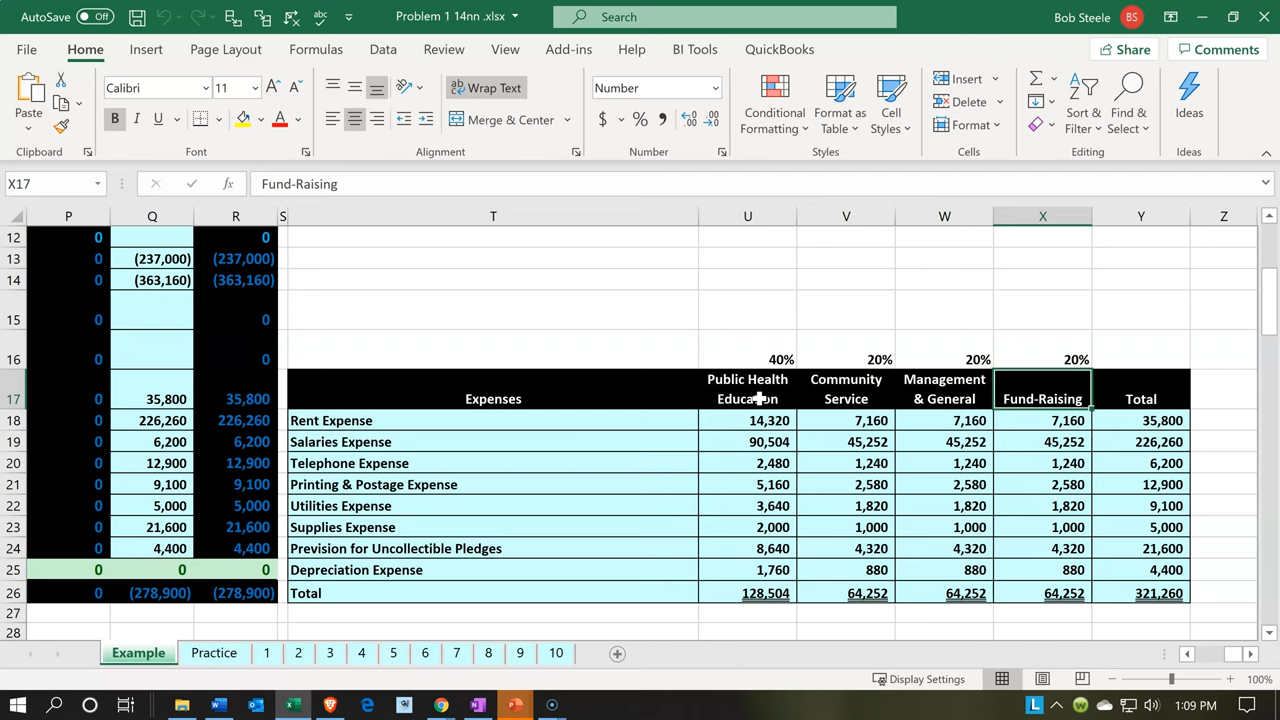 AutoSave Off abc Problem 1 14nn .xlsx Search Bob Steele BS
File Home Insert Page Layout Formulas Data Review View Add-ins Help BI Tools QuickBooks Share Comments
Calibri 11 A A ab Wrap Text Number Insert Σ
Paste B I U A Merge & Center $ % Conditional Formatting Format as Table Cell Styles Delete Format Sort & Filter Find & Select Ideas
Clipboard Font Alignment Number Styles Cells Editing Ideas
X17 fx Fund-Raising
P Q R S T U V W X Y Z
12 0 0
13 0 (237,000) (237,000)
14 0 (363,160) (363,160)
15 0 0
16 0 0 40% 20% 20% 20%
Public Health Community Management
17 0 35,800 35,800 Expenses Education Service & General Fund-Raising Total
18 0 226,260 226,260 Rent Expense 14,320 7,160 7,160 7,160 35,800
19 0 6,200 6,200 Salaries Expense 90,504 45,252 45,252 45,252 226,260
20 0 12,900 12,900 Telephone Expense 2,480 1,240 1,240 1,240 6,200
21 0 9,100 9,100 Printing & Postage Expense 5,160 2,580 2,580 2,580 12,900
22 0 5,000 5,000 Utilities Expense 3,640 1,820 1,820 1,820 9,100
23 0 21,600 21,600 Supplies Expense 2,000 1,000 1,000 1,000 5,000
24 0 4,400 4,400 Prevision for Uncollectible Pledges 8,640 4,320 4,320 4,320 21,600
25 0 0 0 Depreciation Expense 1,760 880 880 880 4,400
26 0 (278,900) (278,900) Total 128,504 64,252 64,252 64,252 321,260
27
28
Example Practice 1 2 3 4 5 6 7 8 9 10
Display Settings 100%
1:09 PM